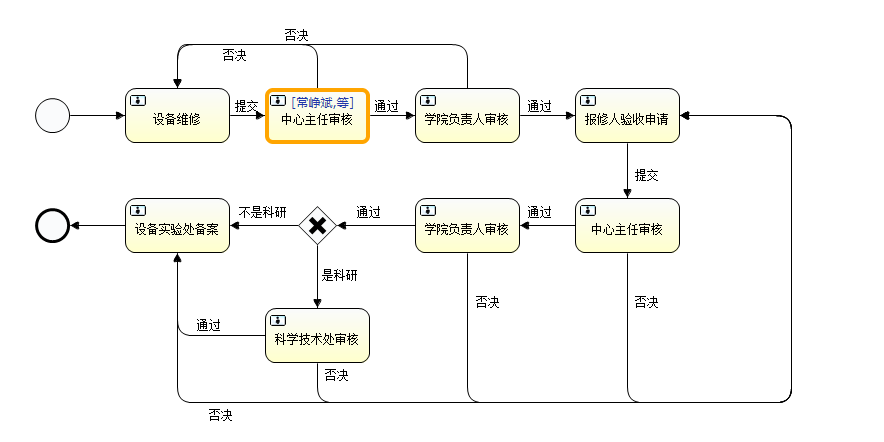 否决
否决
提交
[常峥斌,等]
通过
通过
设备维修
中心主任审核
学院负责人审核
报修人验收申请
提交
不是科研
通过
通过
设备实验处备案
学院负责人审核
中心主任审核
是科研
否决
否决
通过
科学技术处审核
否决
否决